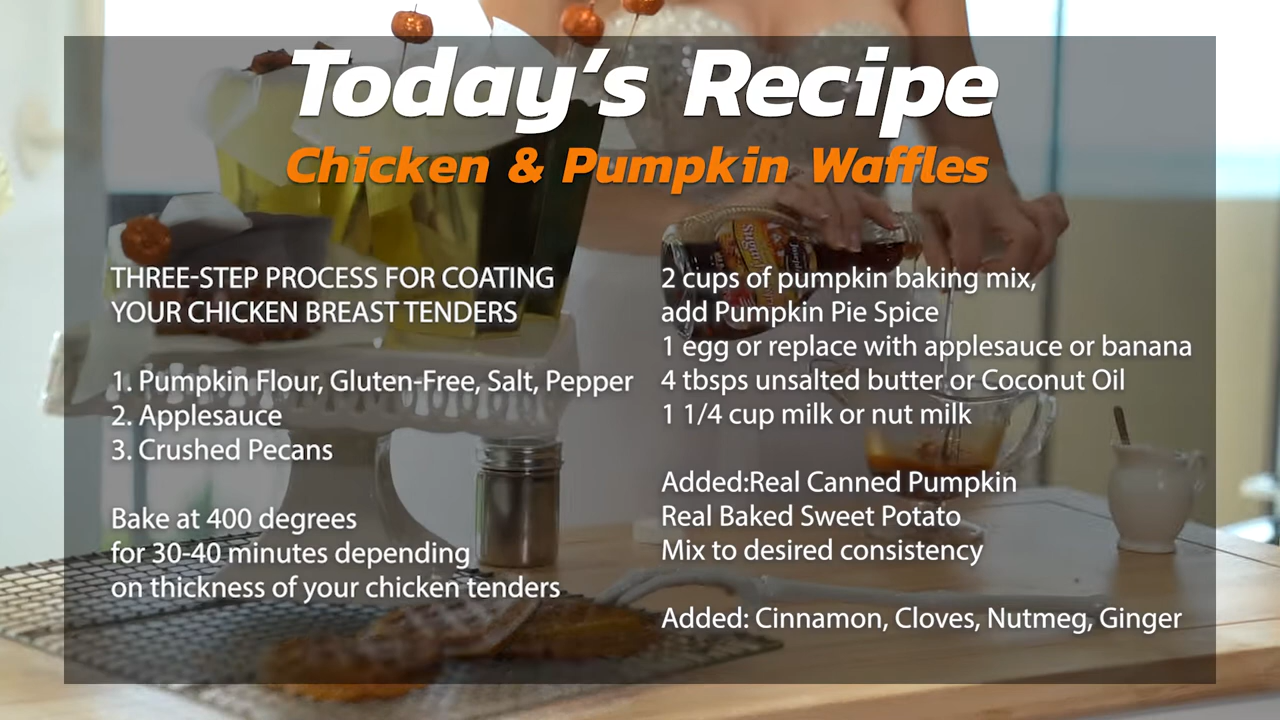 Today's Recipe
Chicken & Pumpkin Waffles
THREE-STEP PROCESS FOR COATING
YOUR CHICKEN BREAST TENDERS
1. Pumpkin Flour, Gluten-Free, Salt, Pepper
2. Applesauce
3. Crushed Pecans
Bake at 400 degrees
for 30-40 minutes depending
on thickness of your chicken tenders
2 cups of pumpkin baking mix,
add Pumpkin Pie Spice
1 egg or replace with applesauce or banana
4 tbsps unsalted butter or Coconut Oil
1 1/4 cup milk or nut milk
Added:Real Canned Pumpkin
Real Baked Sweet Potato
Mix to desired consistency
Added: Cinnamon, Cloves, Nutmeg, Ginger